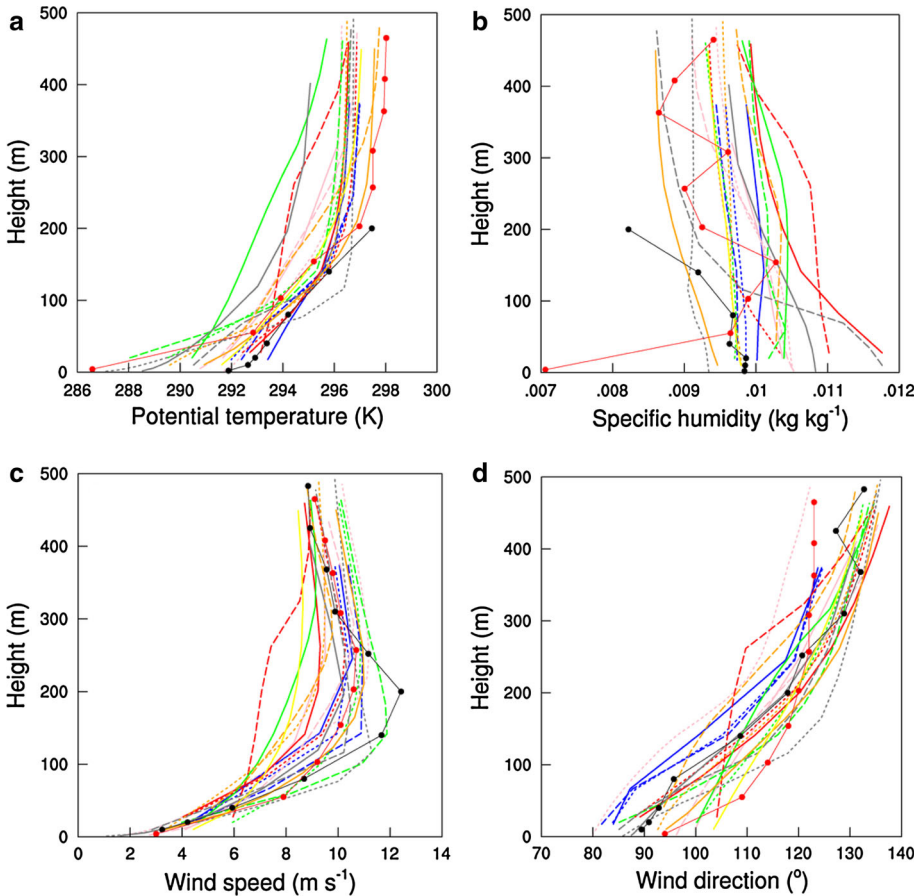 a
500
400
300
200
100
0
Height (m)
286 288 290 292 294 296 298 300
Potential temperature (K)
b
500
400
300
200
100
0
Height (m)
.007 .008 .009 .01 .011 .012
Specific humidity (kg kg⁻¹)
c
500
400
300
200
100
0
Height (m)
0 2 4 6 8 10 12 14
Wind speed (m s⁻¹)
d
500
400
300
200
100
0
Height (m)
70 80 90 100 110 120 130 140
Wind direction (°)